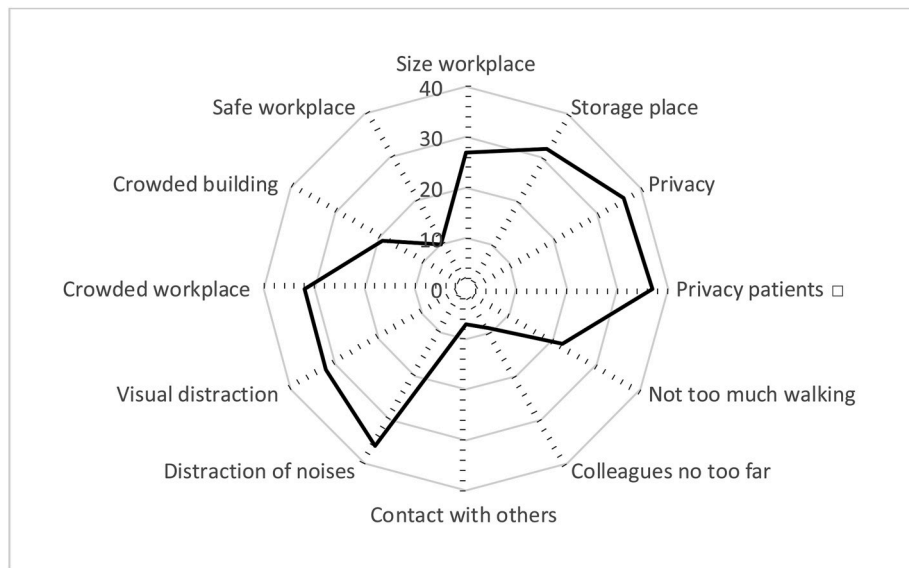 Size workplace
40
Storage place
30
Privacy
20
10
Privacy patients □
0
Not too much walking
Colleagues no too far
Contact with others
Distraction of noises
Visual distraction
Crowded workplace
Crowded building
Safe workplace